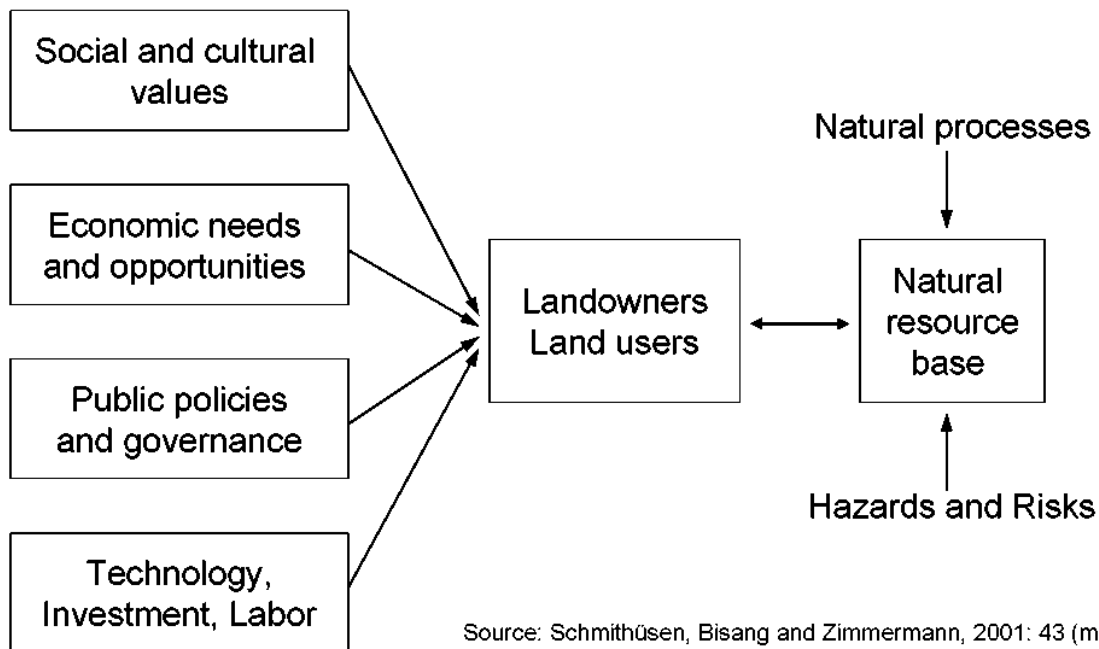 Social and cultural
values
Economic needs
and opportunities
Public policies
and governance
Technology,
Investment, Labor
Landowners
Land users
Natural processes
Natural
resource
base
Hazards and Risks
Source: Schmithüsen, Bisang and Zimmermann, 2001: 43 (m